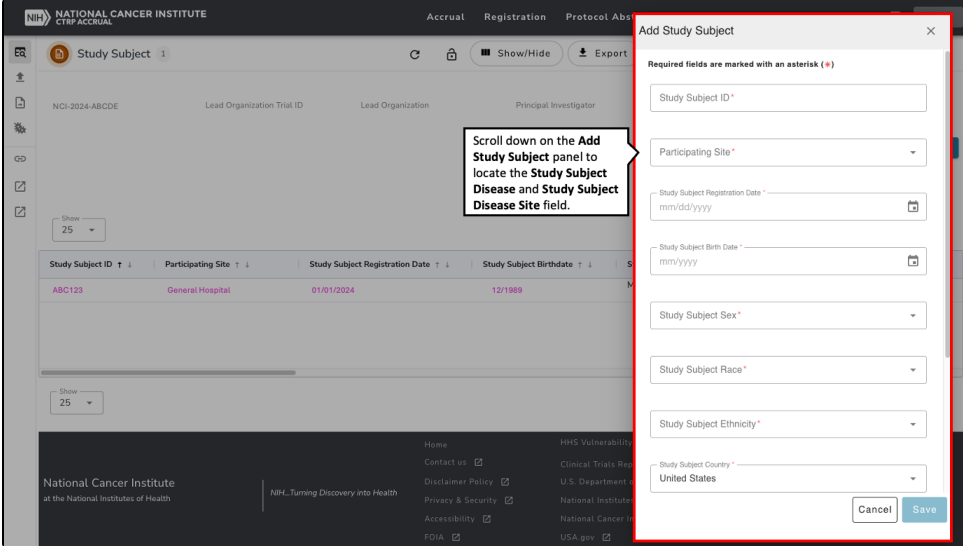 NIH
NATIONAL CANCER INSTITUTE
CTRP ACCRUAL
Accrual Registration Protocol Abs
Study Subject 1
Show/Hide
Export
NCI-2024-ABCDE Lead Organization Trial ID Lead Organization Principal Investigator
Show
25
Study Subject ID ↑ ↓ Participating Site ↑ ↓ Study Subject Registration Date ↑ ↓ Study Subject Birthdate ↑ ↓ S
ABC123 General Hospital 01/01/2024 12/1989 M
Show
25
National Cancer Institute
at the National Institutes of Health
NIH...Turning Discovery into Health
Home
Contact us
Disclaimer Policy
Privacy & Security
Accessibility
FOIA
HHS Vulnerability
Clinical Trials Rep
U.S. Department o
National Institutes
National Cancer In
USA.gov
Scroll down on the Add
Study Subject panel to
locate the Study Subject
Disease and Study Subject
Disease Site field.
Add Study Subject
Required fields are marked with an asterisk (*)
Study Subject ID*
Participating Site*
Study Subject Registration Date *
mm/dd/yyyy
Study Subject Birth Date *
mm/yyyy
Study Subject Sex*
Study Subject Race*
Study Subject Ethnicity*
Study Subject Country *
United States
Cancel Save